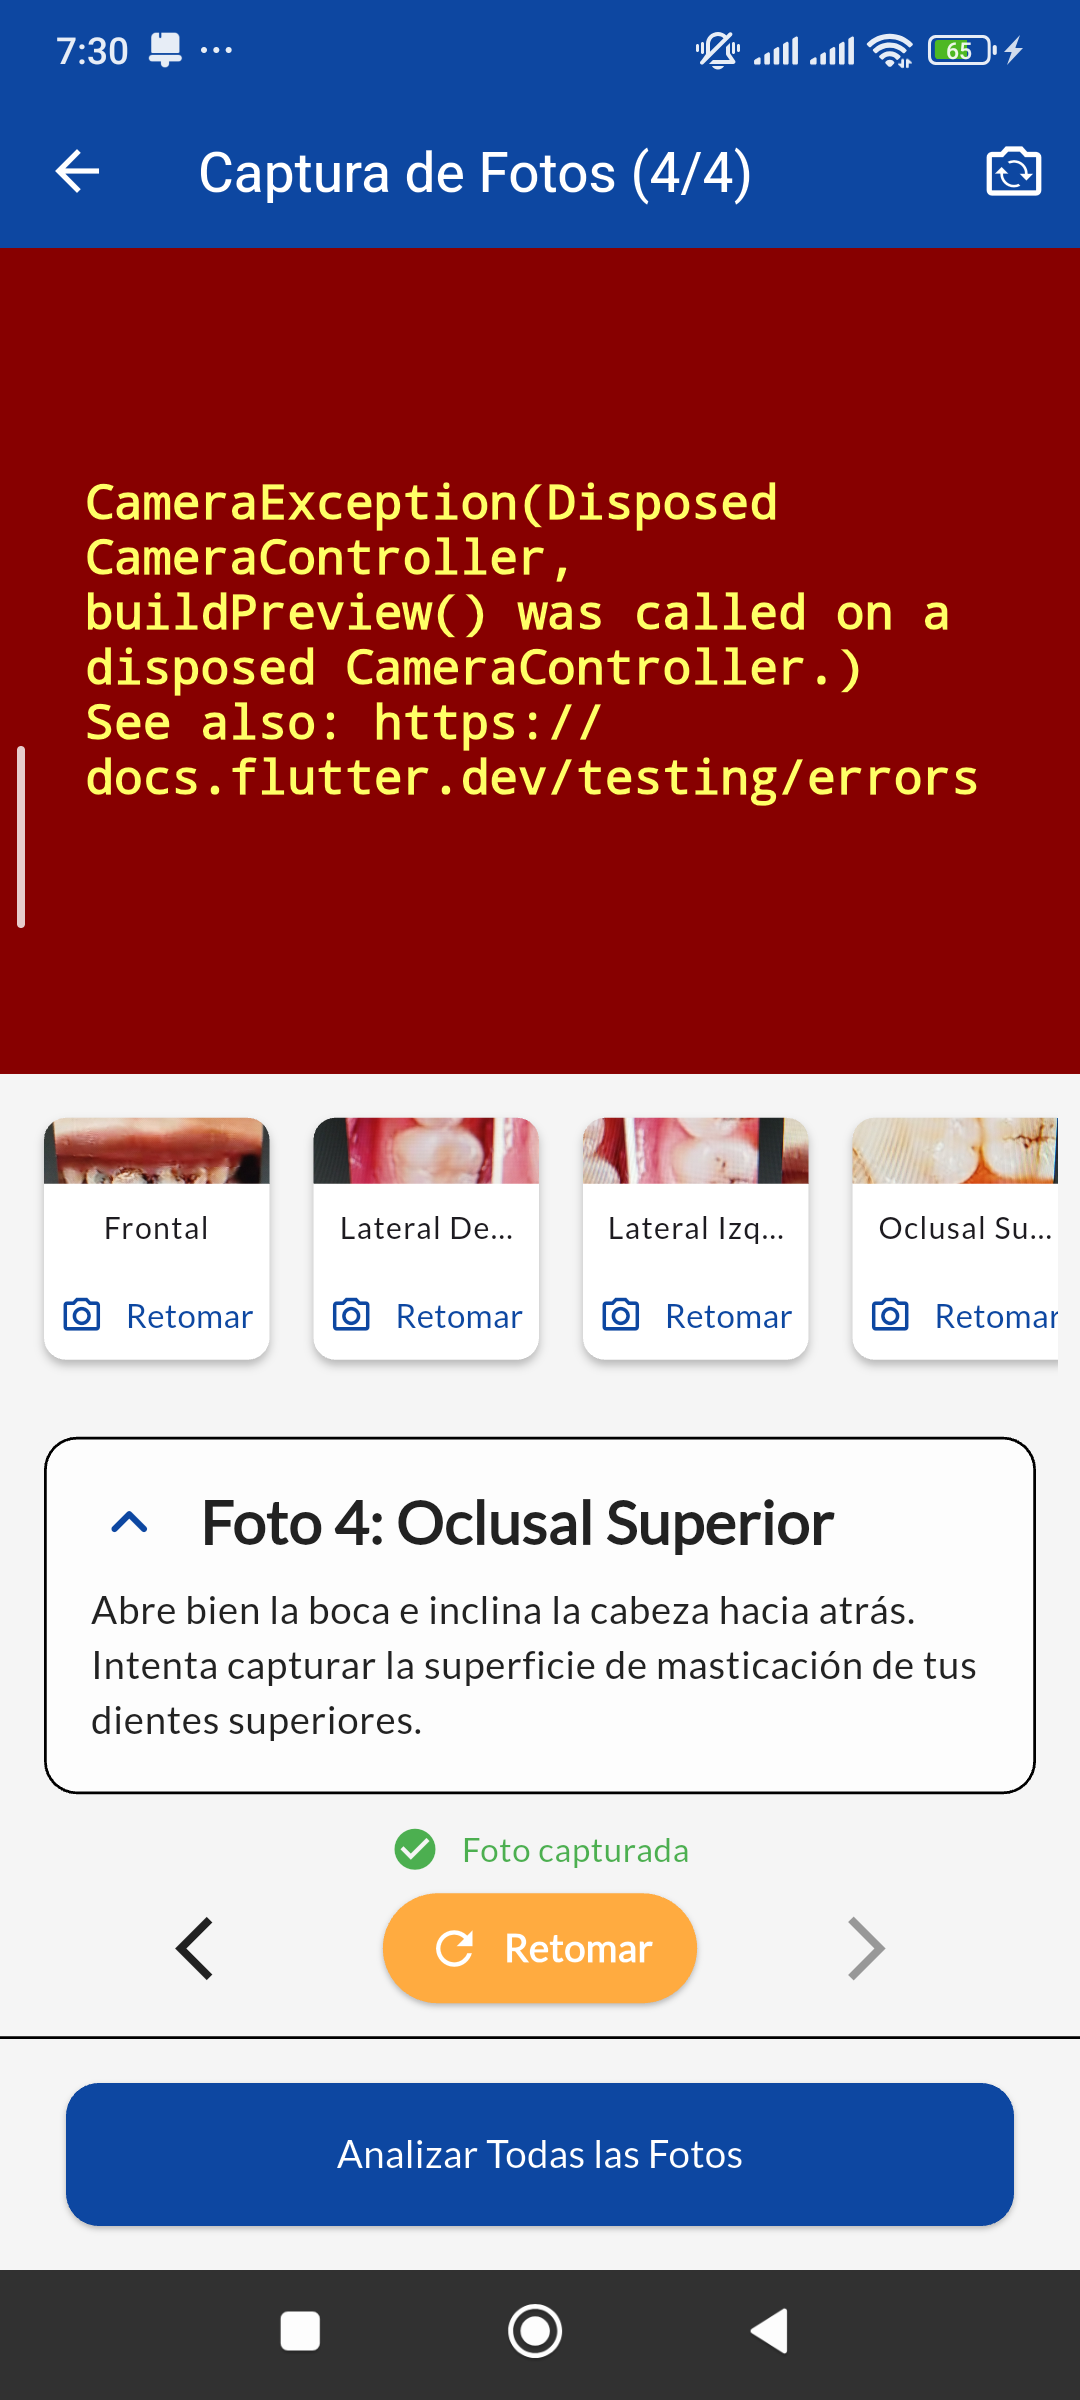 7:30
65
Captura de Fotos (4/4)
CameraException(Disposed
CameraController,
buildPreview() was called on a
disposed CameraController.)
See also: https://
docs.flutter.dev/testing/errors
Frontal
Lateral De...
Lateral Izq...
Oclusal Su...
Retomar
Retomar
Retomar
Retomar
Foto 4: Oclusal Superior
Abre bien la boca e inclina la cabeza hacia atrás.
Intenta capturar la superficie de masticación de tus
dientes superiores.
Foto capturada
Retomar
Analizar Todas las Fotos